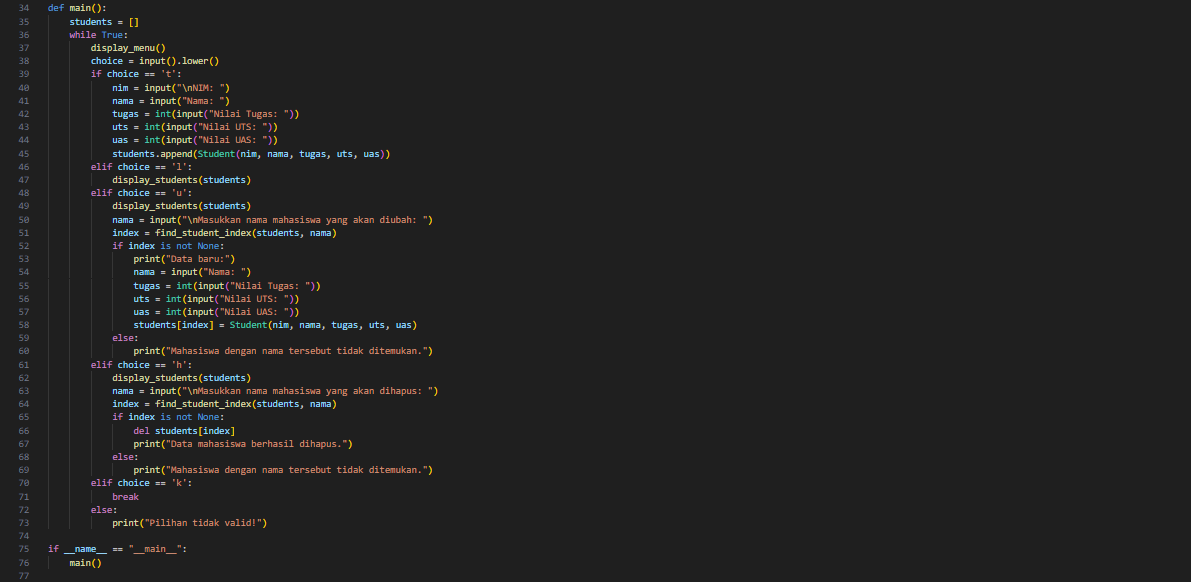 34 def main():
35     students = []
36     while True:
37         display_menu()
38         choice = input().lower()
39         if choice == 't':
40             nim = input("\nNIM: ")
41             nama = input("Nama: ")
42             tugas = int(input("Nilai Tugas: "))
43             uts = int(input("Nilai UTS: "))
44             uas = int(input("Nilai UAS: "))
45             students.append(Student(nim, nama, tugas, uts, uas))
46         elif choice == 'l':
47             display_students(students)
48         elif choice == 'u':
49             display_students(students)
50             nama = input("\nMasukkan nama mahasiswa yang akan diubah: ")
51             index = find_student_index(students, nama)
52             if index is not None:
53                 print("Data baru:")
54                 nama = input("Nama: ")
55                 tugas = int(input("Nilai Tugas: "))
56                 uts = int(input("Nilai UTS: "))
57                 uas = int(input("Nilai UAS: "))
58                 students[index] = Student(nim, nama, tugas, uts, uas)
59             else:
60                 print("Mahasiswa dengan nama tersebut tidak ditemukan.")
61         elif choice == 'h':
62             display_students(students)
63             nama = input("\nMasukkan nama mahasiswa yang akan dihapus: ")
64             index = find_student_index(students, nama)
65             if index is not None:
66                 del students[index]
67                 print("Data mahasiswa berhasil dihapus.")
68             else:
69                 print("Mahasiswa dengan nama tersebut tidak ditemukan.")
70         elif choice == 'k':
71             break
72         else:
73             print("Pilihan tidak valid!")
74
75 if __name__ == "__main__":
76     main()
77